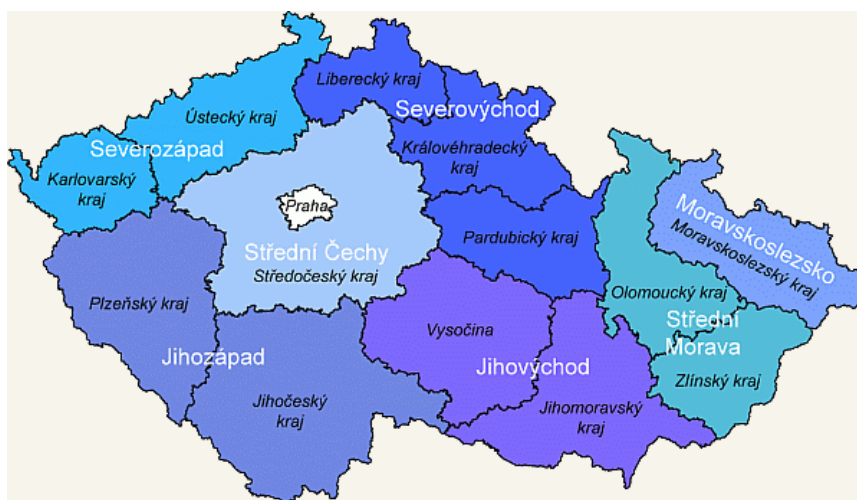 Liberecký kraj
Severovýchod
Ústecký kraj
Severozápad
Královéhradecký
kraj
Karlovarský
kraj
Praha
Moravskoslezsko
Moravskoslezský kraj
Pardubický kraj
Střední Čechy
Středočeský kraj
Olomoucký kraj
Plzeňský kraj
Vysočina
Střední
Morava
Jihozápad
Jihovýchod
Zlínský kraj
Jihočeský
kraj
Jihomoravský
kraj